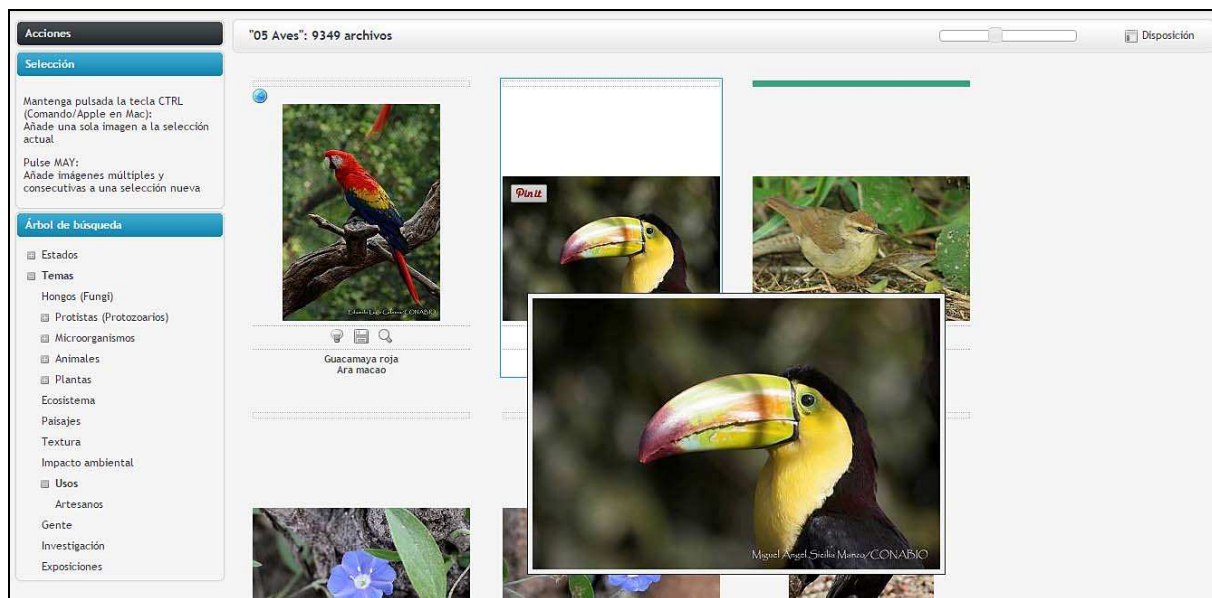 Acciones
"05 Aves": 9349 archivos
Disposición
Selección
Mantenga pulsada la tecla CTRL
(Comando/Apple en Mac):
Añade una sola imagen a la selección
actual
Pulse MAY:
Añade imágenes múltiples y
consecutivas a una selección nueva
Árbol de búsqueda
Estados
Temas
Hongos (Fungi)
Protistas (Protozoarios)
Microorganismos
Animales
Plantas
Ecosistema
Paisajes
Textura
Impacto ambiental
Usos
Artesanos
Gente
Investigación
Exposiciones
Pin it
Guacamaya roja
Ara macao
Miguel Ángel Sicilia Manzo/CONABIO